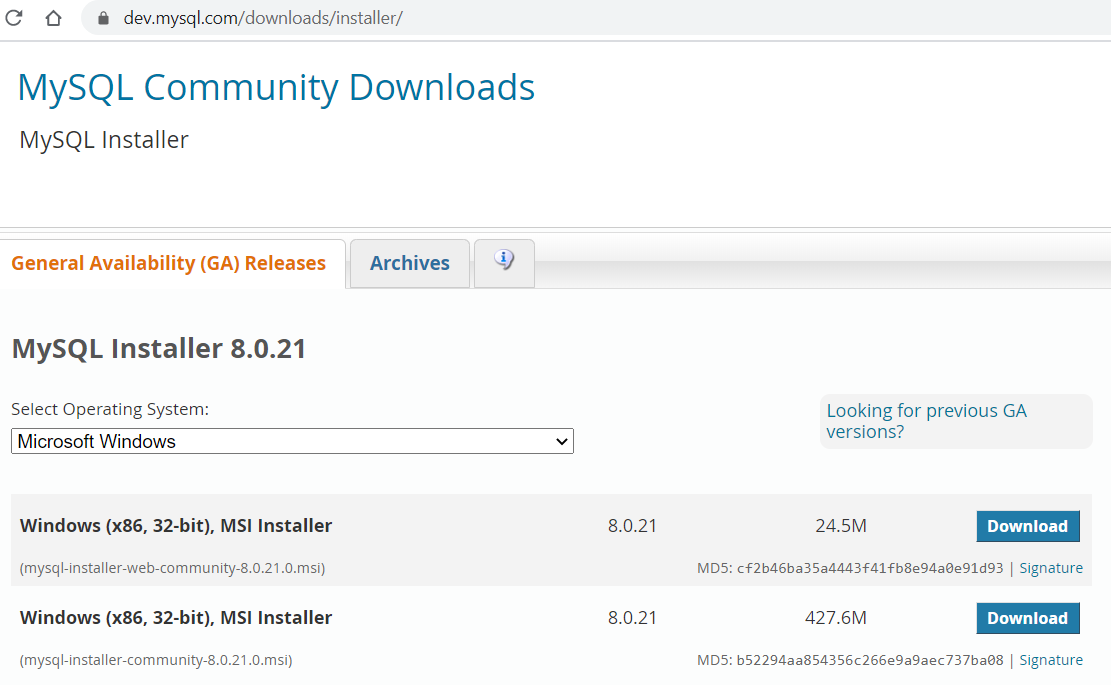 dev.mysql.com/downloads/installer/
MySQL Community Downloads
MySQL Installer
General Availability (GA) Releases
Archives
i
MySQL Installer 8.0.21
Select Operating System:
Microsoft Windows
Looking for previous GA
versions?
Windows (x86, 32-bit), MSI Installer 8.0.21 24.5M Download
(mysql-installer-web-community-8.0.21.0.msi) MD5: cf2b46ba35a4443f41fb8e94a0e91d93 | Signature
Windows (x86, 32-bit), MSI Installer 8.0.21 427.6M Download
(mysql-installer-community-8.0.21.0.msi) MD5: b52294aa854356c266e9a9aec737ba08 | Signature